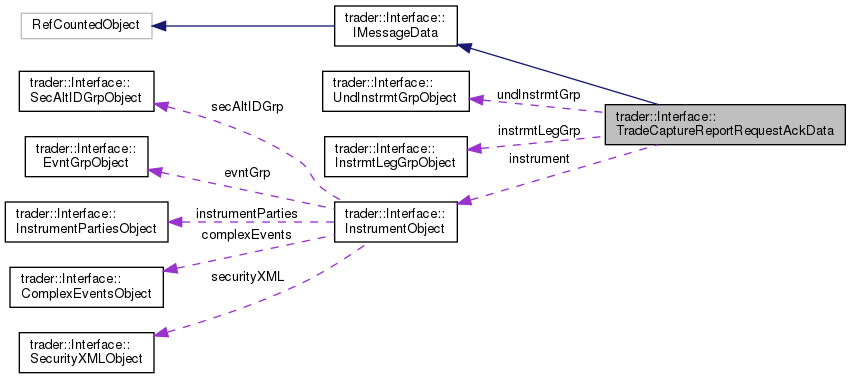 RefCountedObject
trader::Interface::
IMessageData
trader::Interface::
SecAltIDGrpObject
trader::Interface::
UndInstrmtGrpObject
undInstrmtGrp
secAltIDGrp
trader::Interface::
TradeCaptureReportRequestAckData
trader::Interface::
EvntGrpObject
trader::Interface::
InstrmtLegGrpObject
instrmtLegGrp
instrument
evntGrp
trader::Interface::
InstrumentPartiesObject
instrumentParties
trader::Interface::
InstrumentObject
complexEvents
trader::Interface::
ComplexEventsObject
securityXML
trader::Interface::
SecurityXMLObject